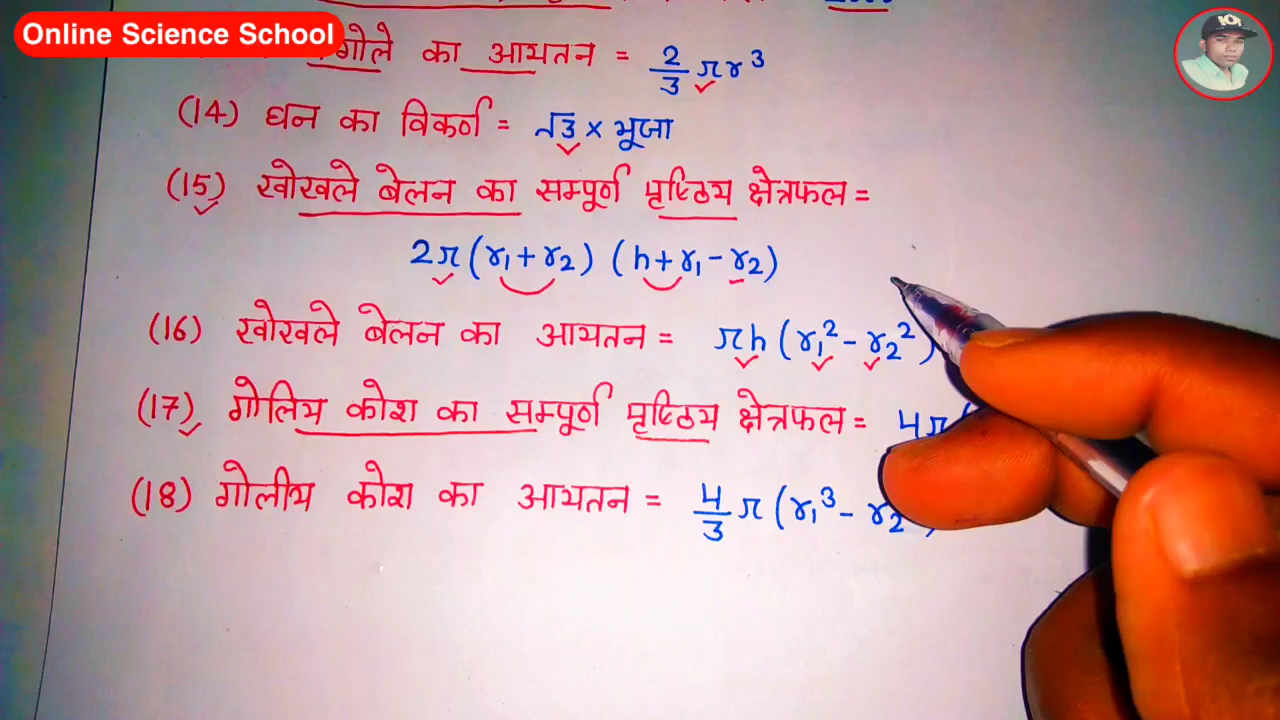 Online Science School
गोले का आयतन = 2/3 πr³
(14) घन का विकर्ण = √3 × भूजा
(15) खोखले बेलन का सम्पूर्ण पृष्ठिय क्षेत्रफल =
2π(r₁+r₂) (h+r₁-r₂)
(16) खोखले बेलन का आयतन = πh(r₁²-r₂²)
(17) गोलिय कोश का सम्पूर्ण पृष्ठिय क्षेत्रफल = 4π(
(18) गोलीय कोश का आयतन = 4/3 π(r₁³-r₂